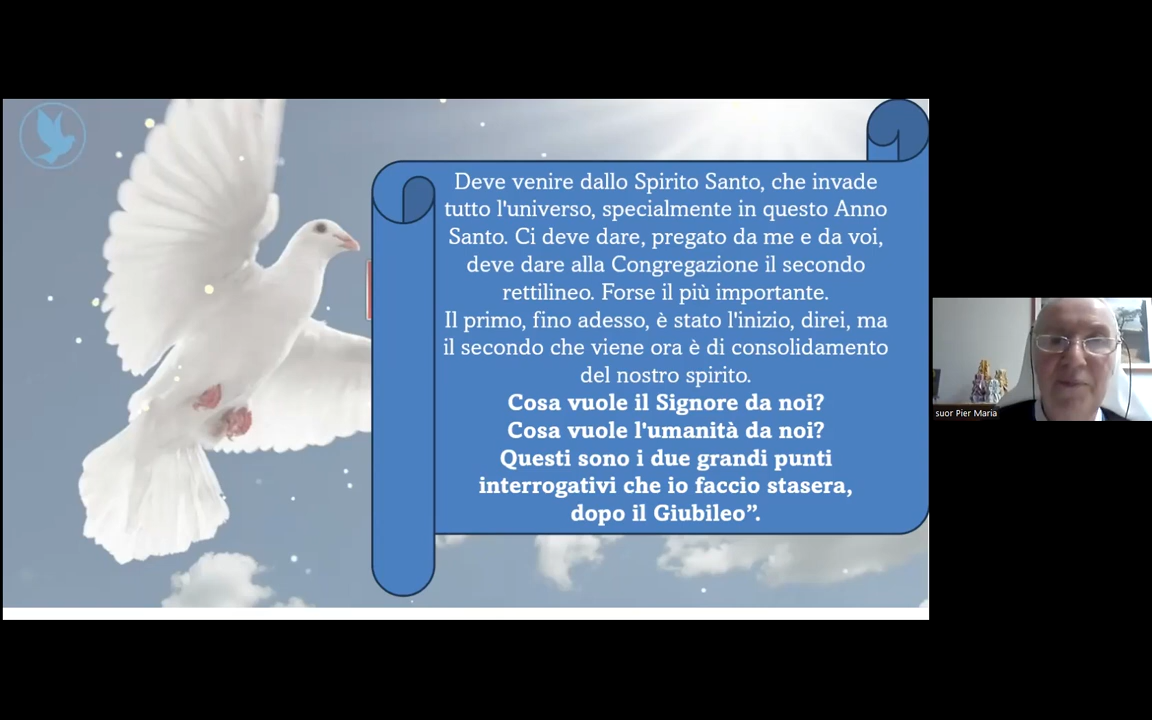 Deve venire dallo Spirito Santo, che invade
tutto l'universo, specialmente in questo Anno
Santo. Ci deve dare, pregato da me e da voi,
deve dare alla Congregazione il secondo
rettilineo. Forse il più importante.
Il primo, fino adesso, è stato l'inizio, direi, ma
il secondo che viene ora è di consolidamento
del nostro spirito.
Cosa vuole il Signore da noi?
Cosa vuole l'umanità da noi?
Questi sono i due grandi punti
interrogativi che io faccio stasera,
dopo il Giubileo”.
suor Pier Maria